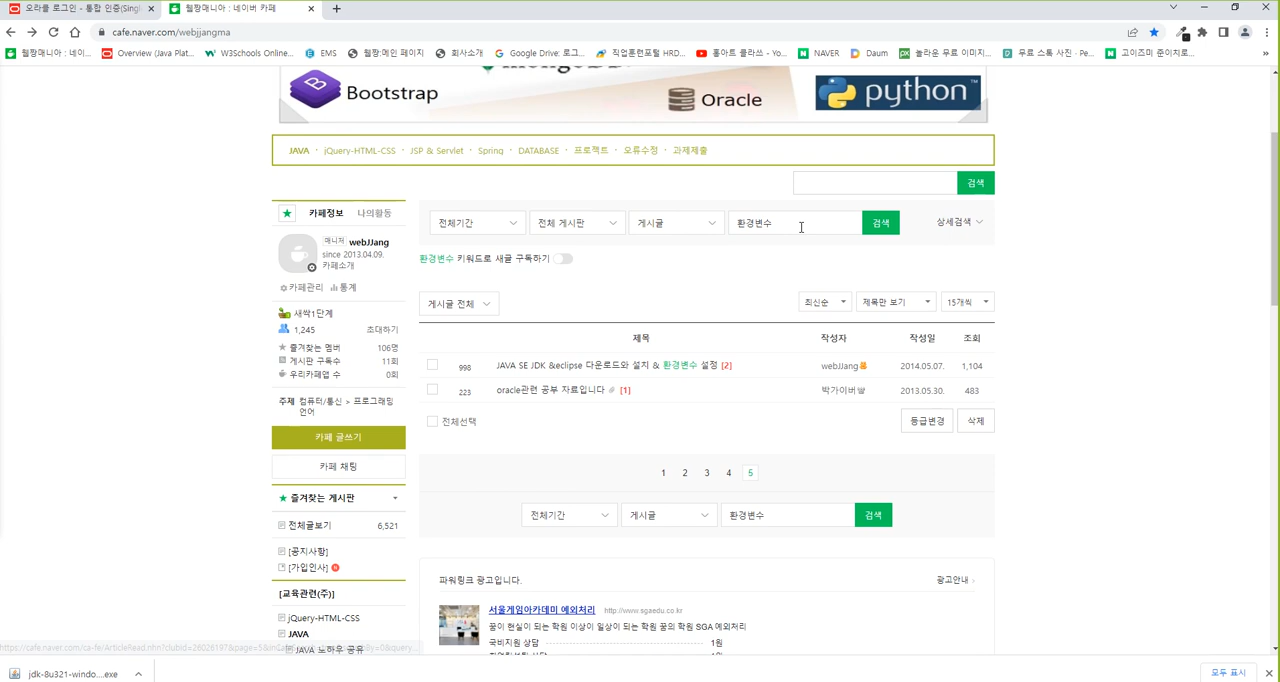 오라클 로그인 - 통합 인증(Singl
웹짱매니아 : 네이버 카페
cafe.naver.com/webjjangma
웹짱매니아 : 네이...
Overview (Java Plat...
W3Schools Online...
EMS
웹짱:메인 페이지
회사소개
Google Drive: 로그...
직업훈련포털 HRD...
홍아트 클라쓰 - Yo...
NAVER
Daum
놀라운 무료 이미지...
무료 스톡 사진 · Pe...
고이즈미 준이치로...
Bootstrap
Oracle
python
JAVA · jQuery-HTML-CSS · JSP & Servlet · Spring · DATABASE · 프로젝트 · 오류수정 · 과제제출
검색
카페정보 나의활동
전체기간 전체 게시판 게시글 환경변수 검색 상세검색
매니저 webJJang
since 2013.04.09.
카페소개
환경변수 키워드로 새글 구독하기
카페관리 통계
게시글 전체 최신순 제목만 보기 15개씩
새싹1단계
1,245 초대하기
즐겨찾는 멤버 106명
게시판 구독수 11회
우리카페앱 수 0회
제목 작성자 작성일 조회
998 JAVA SE JDK &eclipse 다운로드와 설치 & 환경변수 설정 [2] webJJang 2014.05.07. 1,104
223 oracle관련 공부 자료입니다 [1] 박가이버 2013.05.30. 483
주제 컴퓨터/통신 > 프로그래밍
언어
전체선택 등급변경 삭제
카페 글쓰기
카페 채팅
1 2 3 4 5
즐겨찾는 게시판
전체기간 게시글 환경변수 검색
전체글보기 6,521
[공지사항]
[가입인사]
[교육관련(주)]
파워링크 광고입니다. 광고안내
서울게임아카데미 예외처리 http://www.sgaedu.co.kr
jQuery-HTML-CSS
꿈이 현실이 되는 학원 이상이 일상이 되는 학원 꿈의 학원 SGA 예외처리
JAVA
국비지원 상담 1원
JAVA 노하우 공유
https://cafe.naver.com/ca-fe/ArticleRead.nhn?clubid=26026197&page=5&in
jdk-8u321-windo....exe
모두 표시